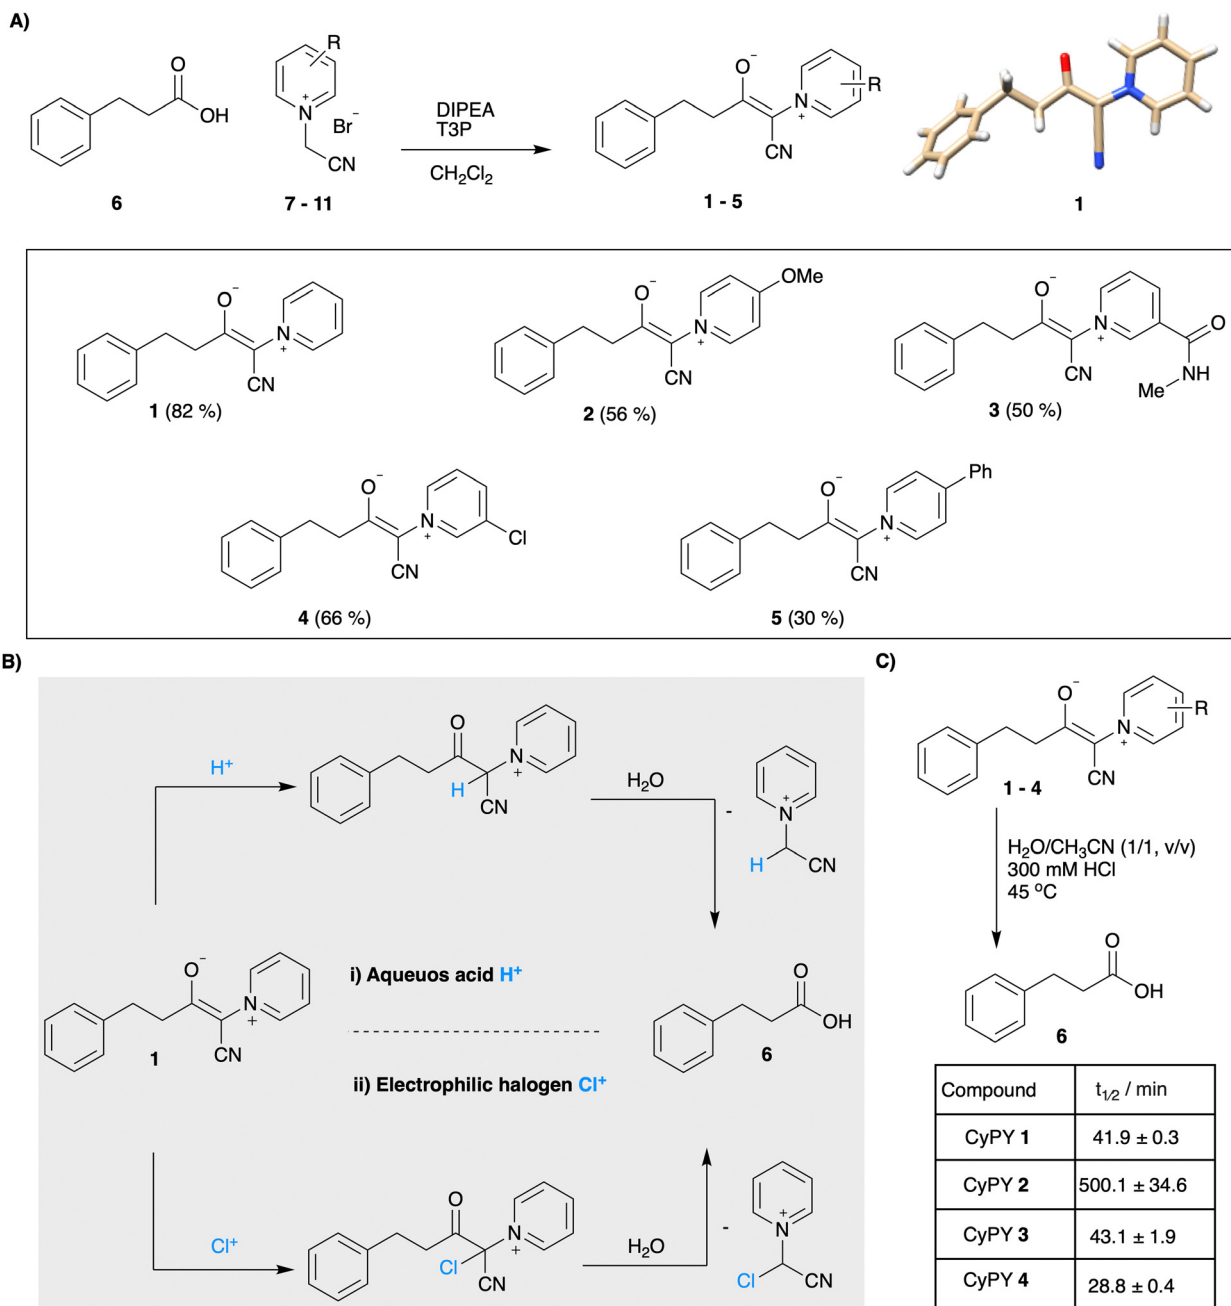 A)
O
OH
6
R
N
+
Br⁻
CN
7 - 11
DIPEA
T3P
CH₂Cl₂
O⁻
N
+
R
CN
1 - 5
1
O⁻
N
+
CN
1 (82 %)
O⁻
N
+
OMe
CN
2 (56 %)
O⁻
N
+
O
CN
NH
Me
3 (50 %)
O⁻
N
+
Cl
CN
4 (66 %)
O⁻
N
+
Ph
CN
5 (30 %)
B)
H⁺
O
N
+
H
CN
H₂O
-
N
+
H
CN
O⁻
N
+
CN
1
i) Aqueuos acid H⁺
ii) Electrophilic halogen Cl⁺
O
OH
6
Cl⁺
O
N
+
Cl
CN
H₂O
-
N
+
Cl
CN
C)
O⁻
N
+
R
CN
1 - 4
H₂O/CH₃CN (1/1, v/v)
300 mM HCl
45 °C
O
OH
6
Compound t₁/₂ / min
CyPY 1 41.9 ± 0.3
CyPY 2 500.1 ± 34.6
CyPY 3 43.1 ± 1.9
CyPY 4 28.8 ± 0.4